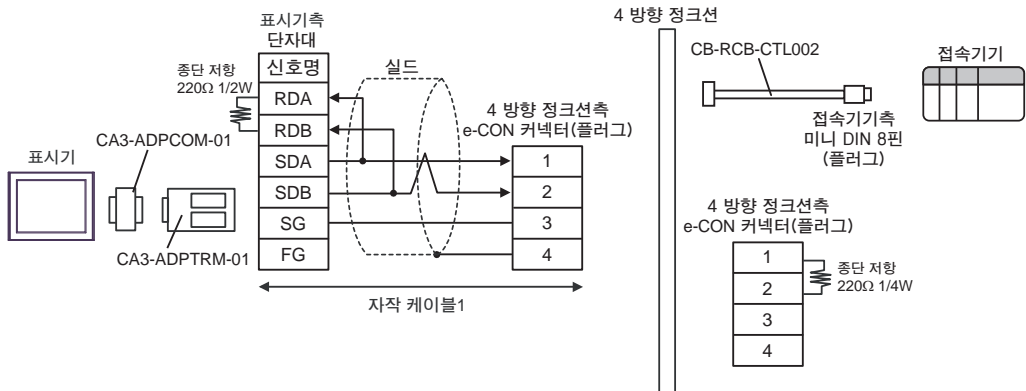 4 방향 정크션
표시기측
단자대
신호명
실드
종단 저항
220Ω 1/2W
RDA
RDB
SDA
SDB
SG
FG
4 방향 정크션측
e-CON 커넥터(플러그)
1
2
3
4
CA3-ADPCOM-01
표시기
CA3-ADPTRM-01
자작 케이블1
CB-RCB-CTL002
접속기기
접속기기측
미니 DIN 8핀
(플러그)
4 방향 정크션측
e-CON 커넥터(플러그)
1
2
3
4
종단 저항
220Ω 1/4W